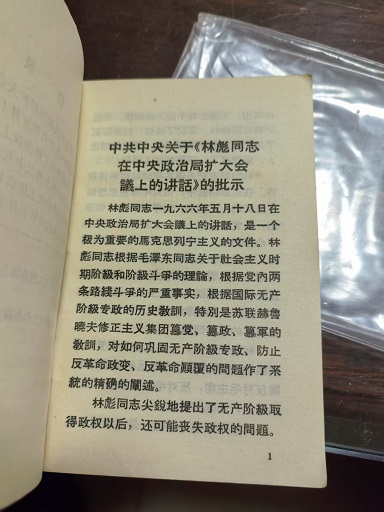 中共中央关于《林彪同志
在中央政治局扩大会
議上的讲話》的批示
林彪同志一九六六年五月十八日在
中央政治局扩大会議上的讲話，是一个
极为重要的馬克思列宁主义的文件。林
彪同志根据毛澤东同志关于社会主义时
期阶級和阶級斗爭的理論，根据党內两
条路綫斗爭的严重事实，根据国际无产
阶級专政的历史教訓，特別是苏联赫魯
曉夫修正主义集团篡党、篡政、篡軍的
教訓，对如何巩固无产阶級专政、防止
反革命政变、反革命顚覆的問題作了系
統的精确的闡述。
林彪同志尖銳地提出了无产阶級取
得政权以后，还可能丧失政权的問題。
1